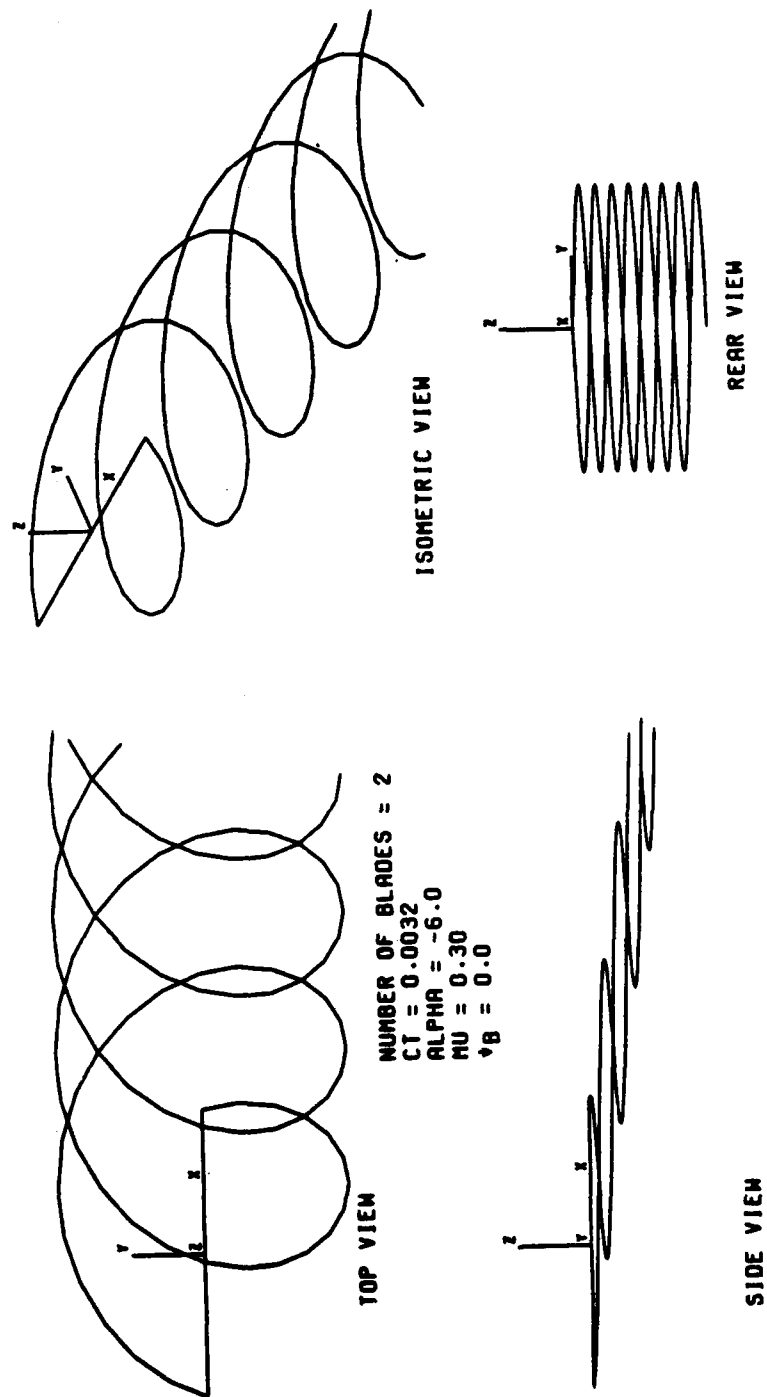 Z
Y
X
ISOMETRIC VIEW
Z
Y
X
REAR VIEW
Y
Z
X
TOP VIEW
NUMBER OF BLADES = 2
CT = 0.0032
ALPHA = -6.0
MU = 0.30
ΨB = 0.0
Z
Y
X
SIDE VIEW